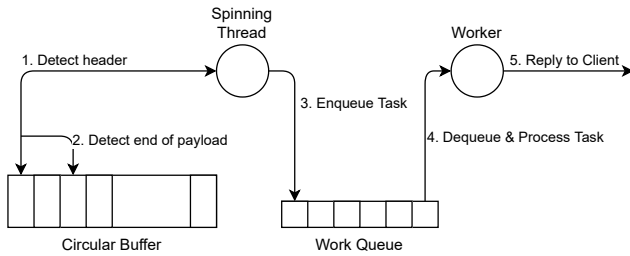 Spinning
Thread
Worker
1. Detect header
5. Reply to Client
3. Enqueue Task
2. Detect end of payload
4. Dequeue & Process Task
Circular Buffer
Work Queue